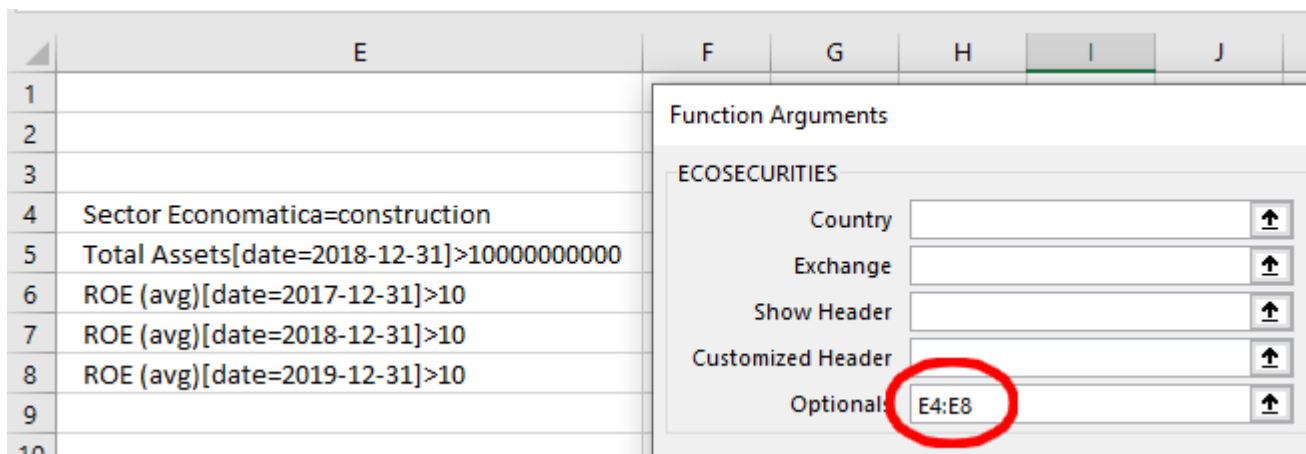 E F G H I J
1
2
3
4 Sector Economatica=construction
5 Total Assets[date=2018-12-31]>10000000000
6 ROE (avg)[date=2017-12-31]>10
7 ROE (avg)[date=2018-12-31]>10
8 ROE (avg)[date=2019-12-31]>10
9
10
Function Arguments
ECOSECURITIES
Country
Exchange
Show Header
Customized Header
Optionals E4:E8